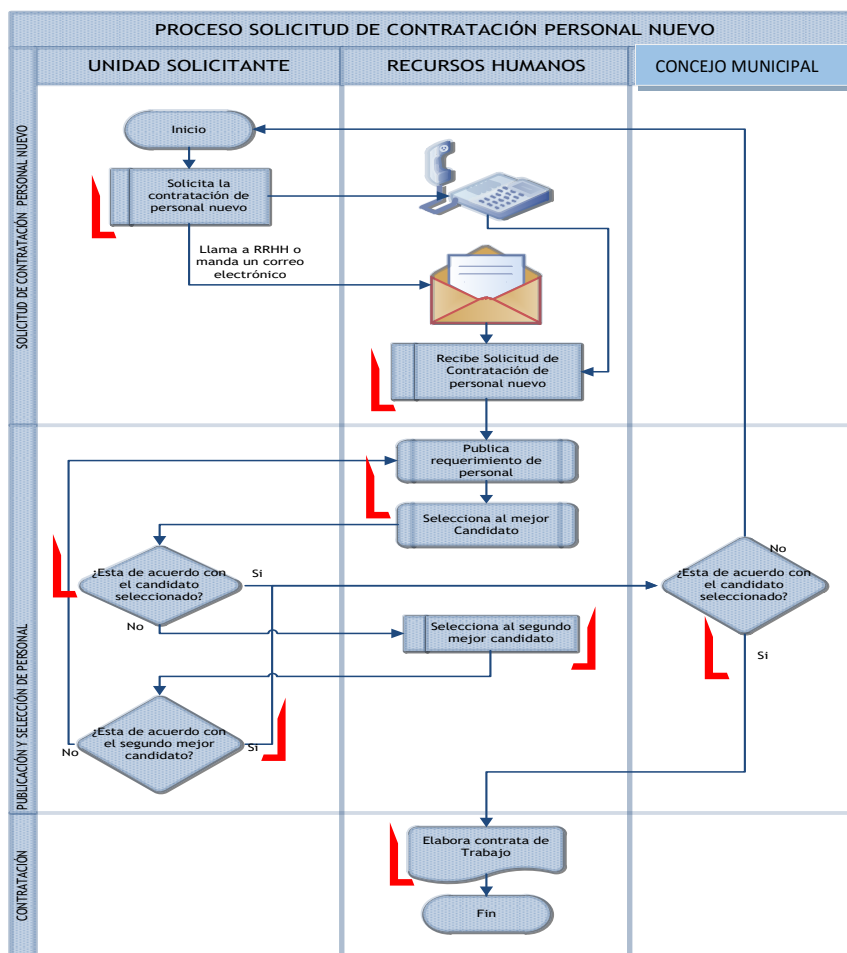 PROCESO SOLICITUD DE CONTRATACIÓN PERSONAL NUEVO
UNIDAD SOLICITANTE
RECURSOS HUMANOS
CONCEJO MUNICIPAL
SOLICITUD DE CONTRATACIÓN PERSONAL NUEVO
Inicio
Solicita la
contratación de
personal nuevo
Llama a RRHH o
manda un correo
electrónico
Recibe Solicitud de
Contratación de
personal nuevo
PUBLICACIÓN Y SELECCIÓN DE PERSONAL
Publica
requerimiento de
personal
Selecciona al mejor
Candidato
¿Esta de acuerdo con
el candidato
seleccionado?
Si
No
¿Esta de acuerdo con
el candidato
seleccionado?
No
Si
Selecciona al segundo
mejor candidato
¿Esta de acuerdo con
el segundo mejor
candidato?
No
Si
CONTRATACIÓN
Elabora contrata de
Trabajo
Fin